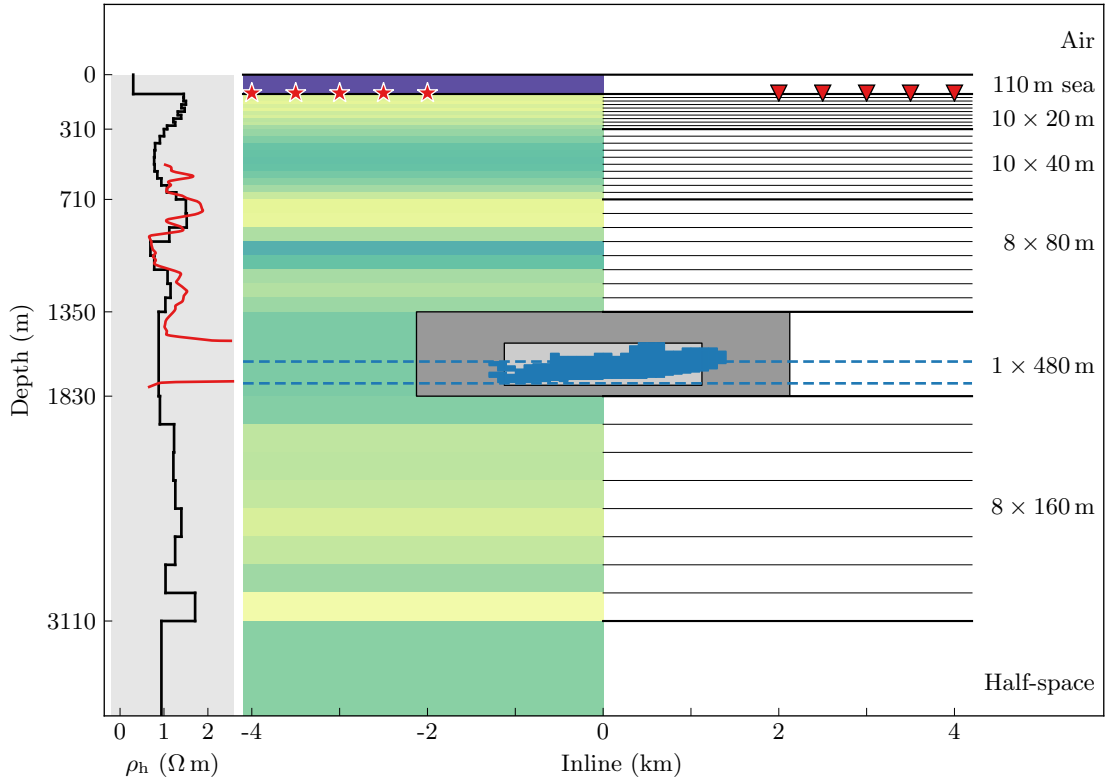 Air
0
110 m sea
10 × 20 m
310
10 × 40 m
710
8 × 80 m
1350
1 × 480 m
1830
8 × 160 m
3110
Half-space
Depth (m)
0 1 2
-4 -2 0 2 4
ρh (Ω m)
Inline (km)